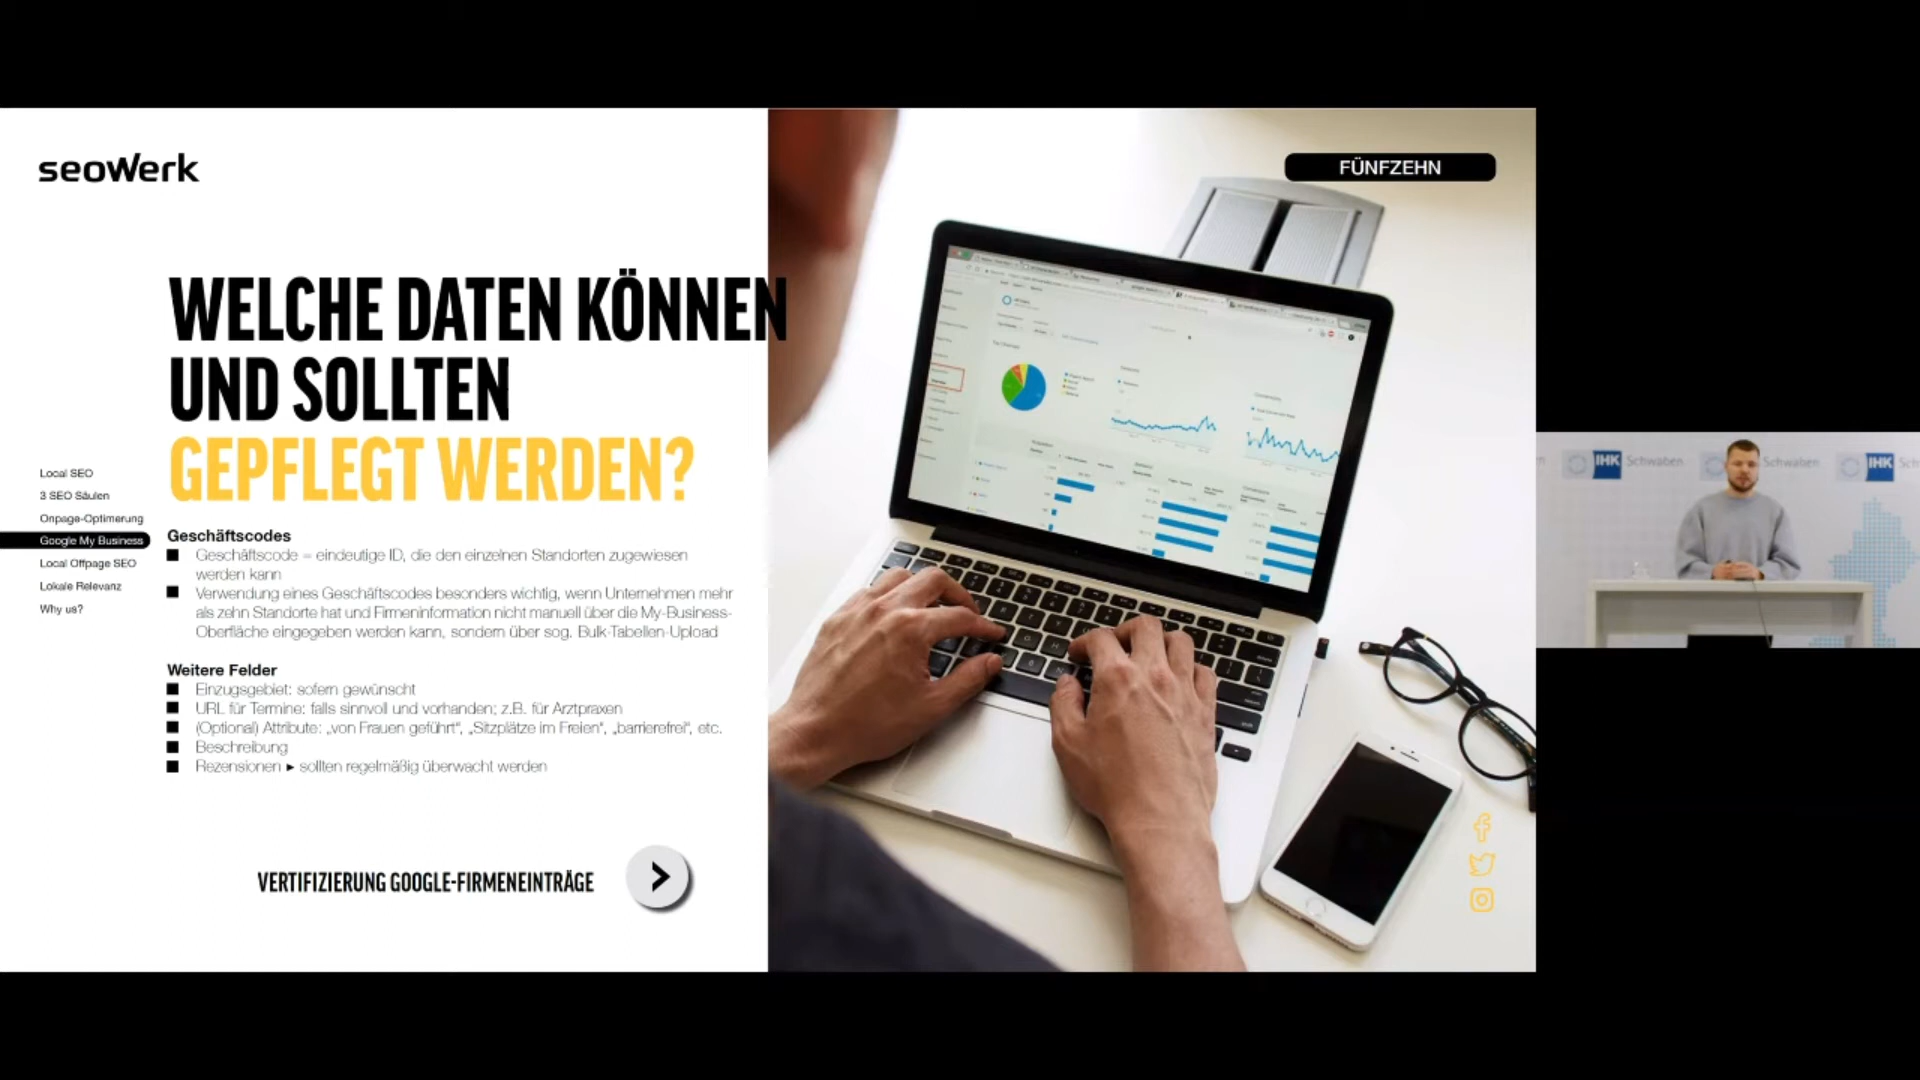 seoWerk
FÜNFZEHN
WELCHE DATEN KÖNNEN
UND SOLLTEN
GEPFLEGT WERDEN?
Local SEO
3 SEO Säulen
Onpage-Optimerung
Google My Business
Local Offpage SEO
Lokale Relevanz
Why us?
Geschäftscodes
Geschäftscode = eindeutige ID, die den einzelnen Standorten zugewiesen
werden kann
Verwendung eines Geschäftscodes besonders wichtig, wenn Unternehmen mehr
als zehn Standorte hat und Firmeninformation nicht manuell über die My-Business-
Oberfläche eingegeben werden kann, sondern über sog. Bulk-Tabellen-Upload
Weitere Felder
Einzugsgebiet: sofern gewünscht
URL für Termine: falls sinnvoll und vorhanden; z.B. für Arztpraxen
(Optional) Attribute: „von Frauen geführt“, „Sitzplätze im Freien“, „barrierefrei“, etc.
Beschreibung
Rezensionen ▸ sollten regelmäßig überwacht werden
VERTIFIZIERUNG GOOGLE-FIRMENEINTRÄGE
IHK Schwaben
Schwaben
IHK Sch